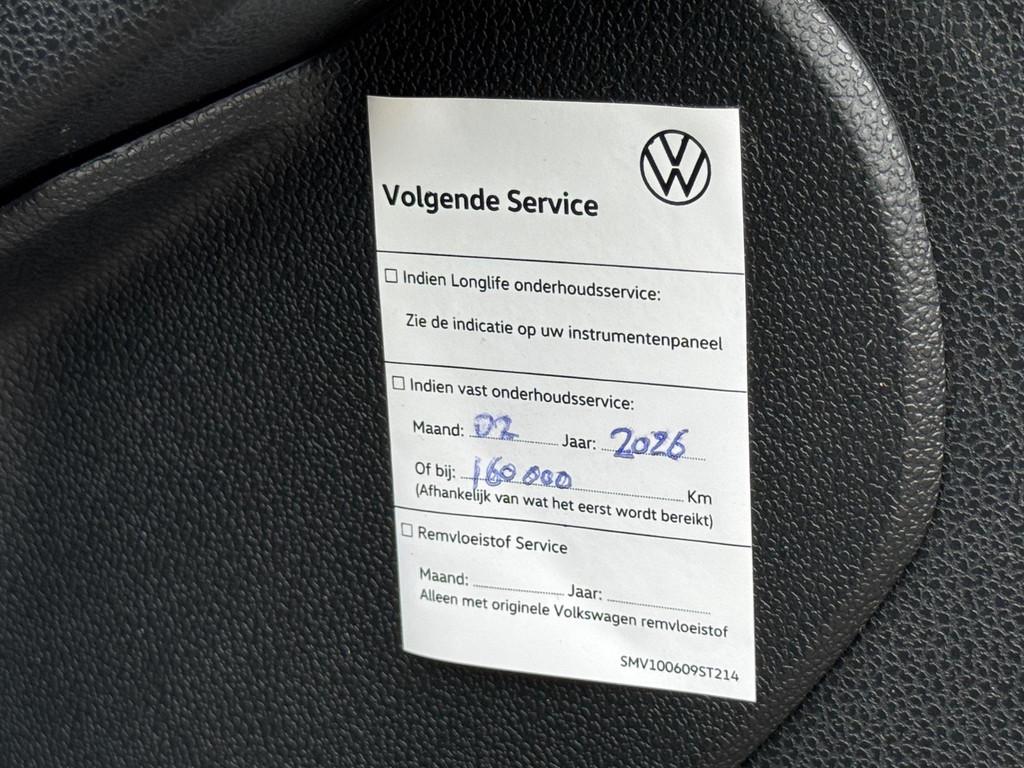 Volgende Service
☐ Indien Longlife onderhoudsservice:
Zie de indicatie op uw instrumentenpaneel
☐ Indien vast onderhoudsservice:
Maand: 02 Jaar: 2026
Of bij: 160 000 Km
(Afhankelijk van wat het eerst wordt bereikt)
☐ Remvloeistof Service
Maand: Jaar:
Alleen met originele Volkswagen remvloeistof
SMV100609ST214